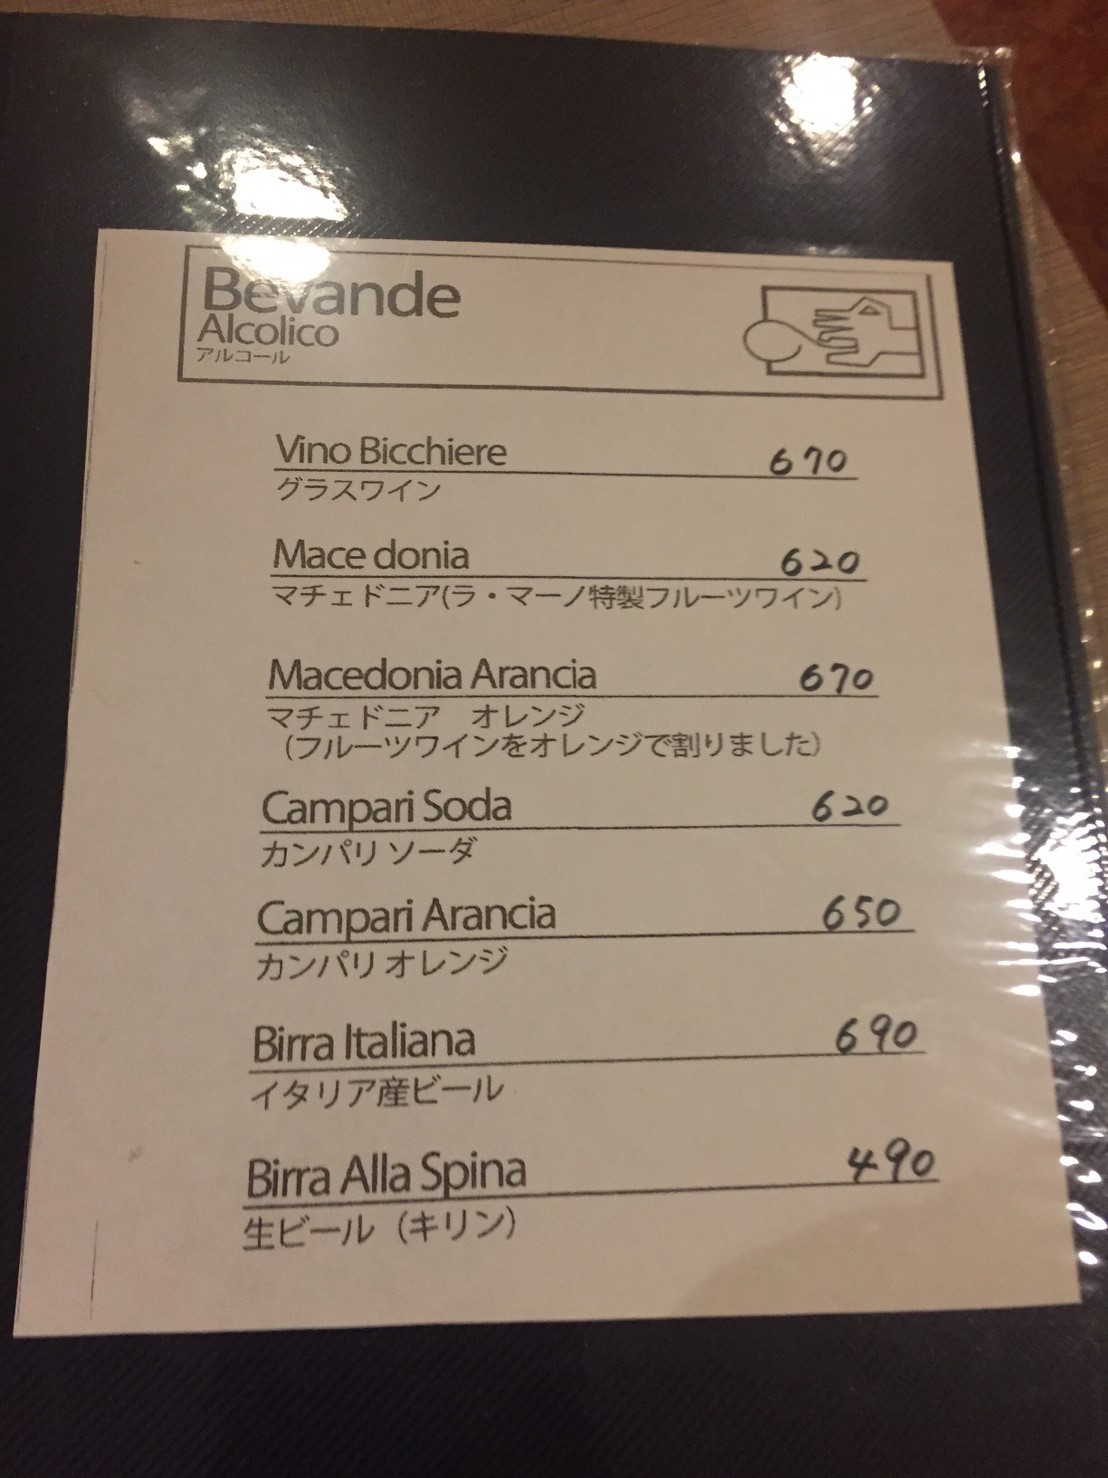 Bevande
Alcolico
アルコール
Vino Bicchiere 670
グラスワイン
Mace donia 620
マチェドニア(ラ・マーノ特製フルーツワイン)
Macedonia Arancia 670
マチェドニア　オレンジ
（フルーツワインをオレンジで割りました）
Campari Soda 620
カンパリ ソーダ
Campari Arancia 650
カンパリ オレンジ
Birra Italiana 690
イタリア産ビール
Birra Alla Spina 490
生ビール（キリン）